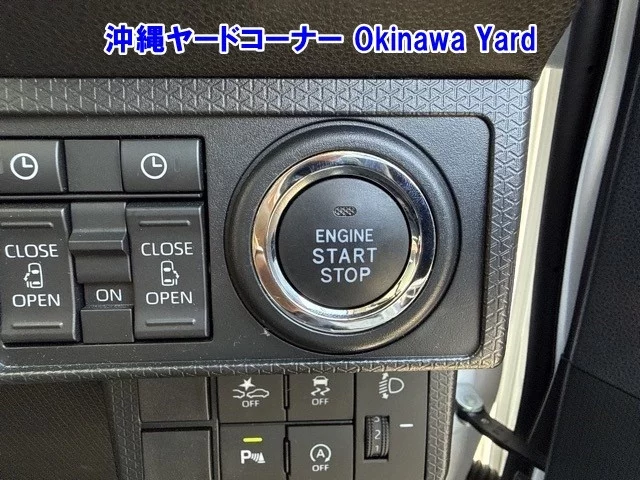 沖縄ヤードコーナー Okinawa Yard
CLOSE
OPEN
ON
CLOSE
OPEN
ENGINE
START
STOP
OFF
OFF
P
A
OFF
2